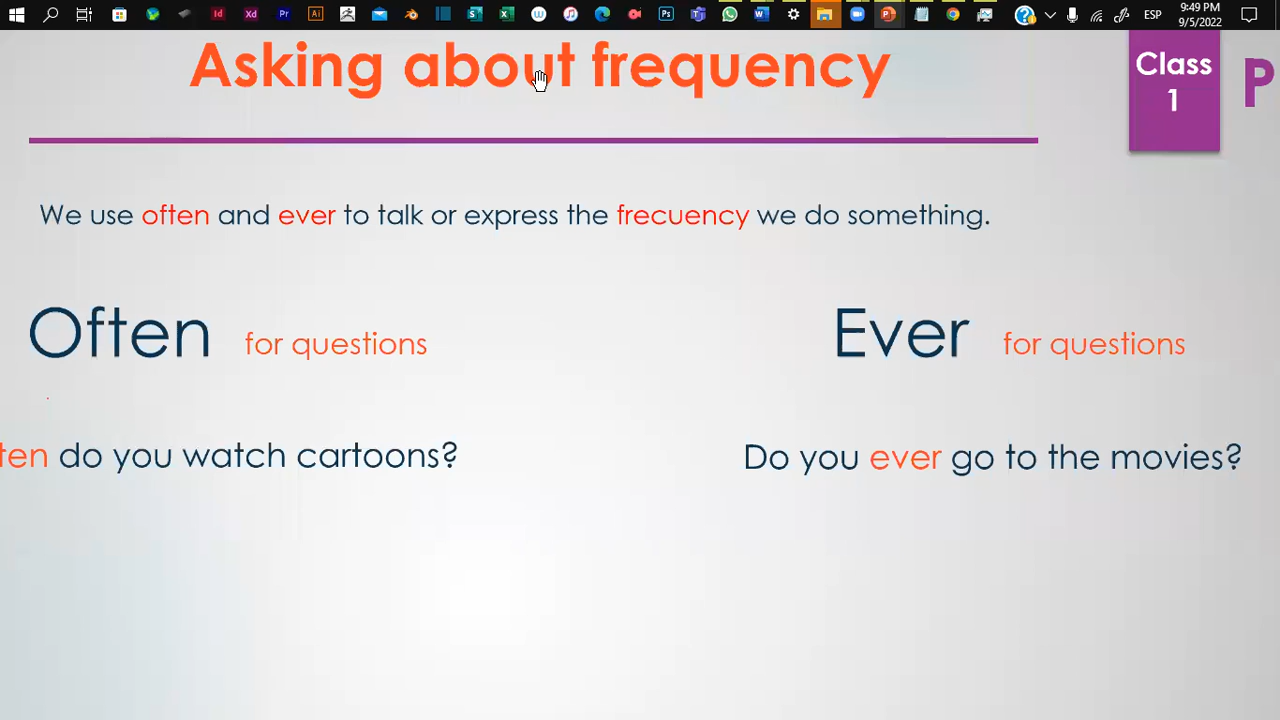 9:49 PM
ESP
9/5/2022
Asking about frequency
Class
1
P
We use often and ever to talk or express the frecuency we do something.
Often for questions
Ever for questions
ten do you watch cartoons?
Do you ever go to the movies?